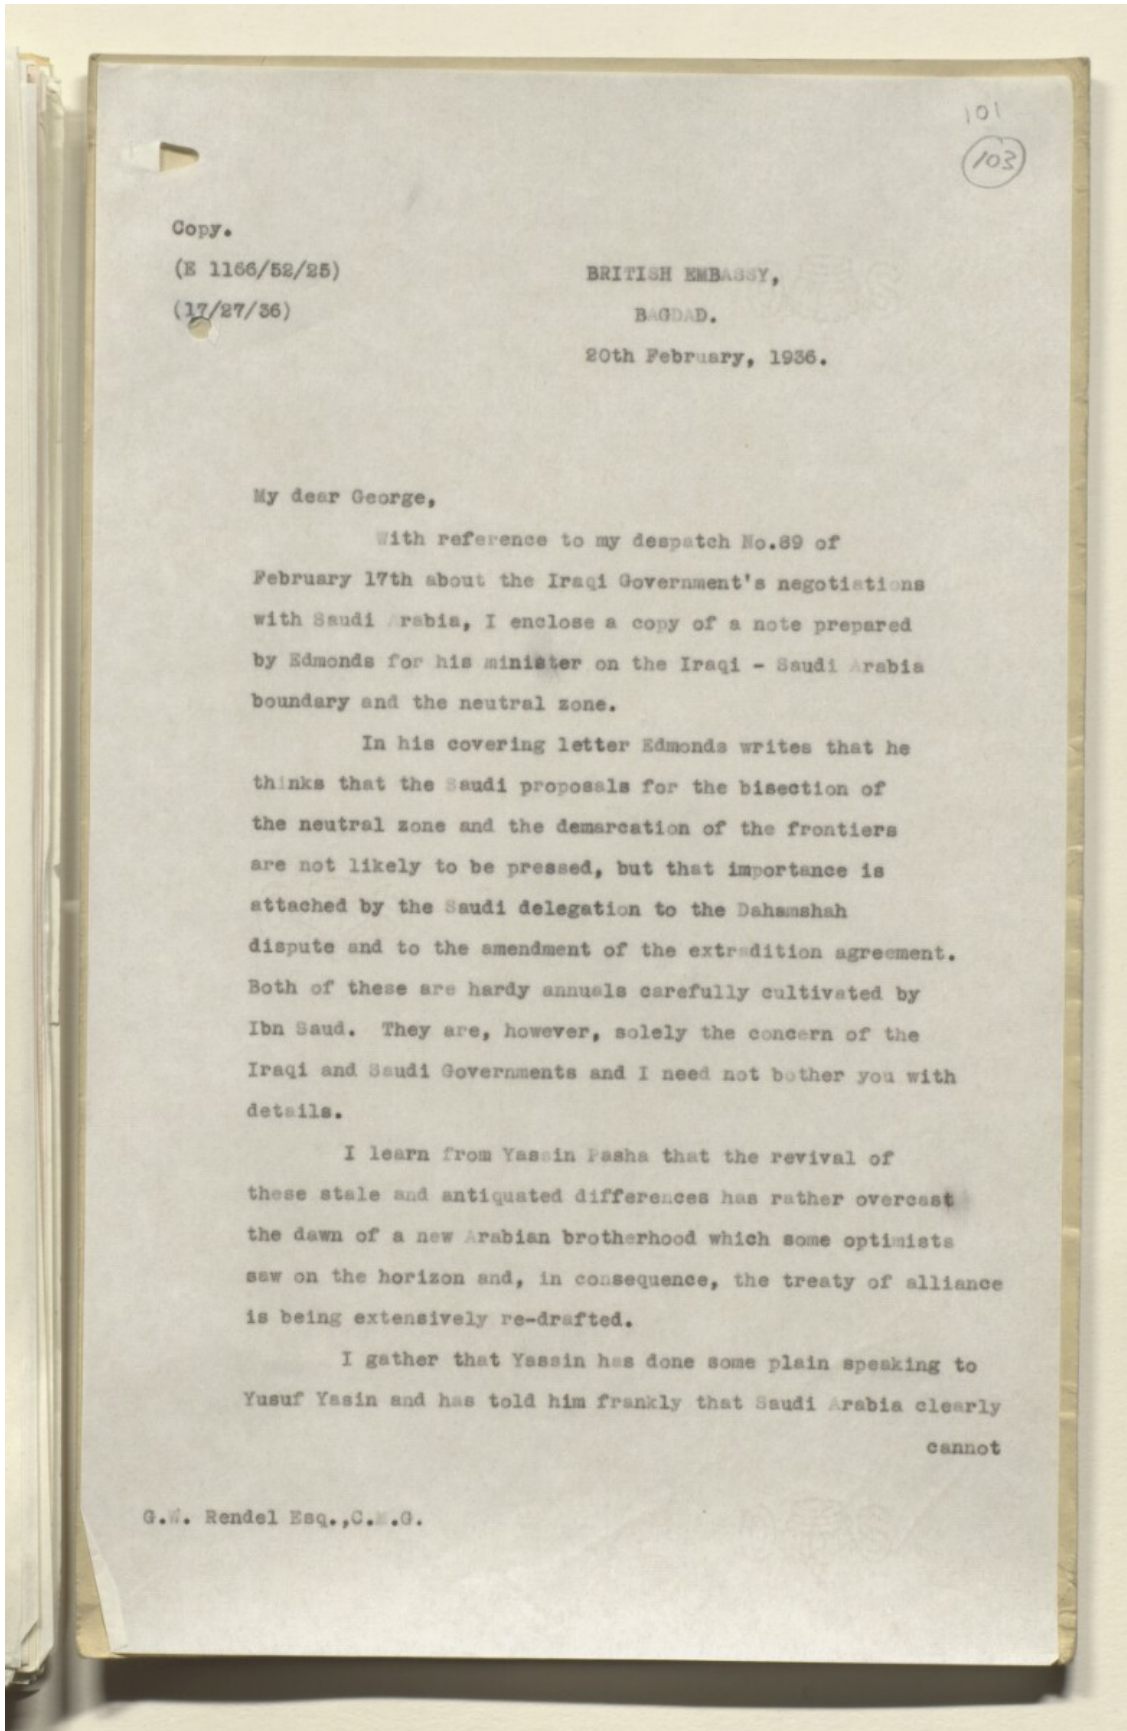 101
103
Copy.
(E 1166/52/25)
(17/27/36)
BRITISH EMBASSY,
BAGDAD.
20th February, 1936.
My dear George,
With reference to my despatch No.89 of
February 17th about the Iraqi Government's negotiations
with Saudi Arabia, I enclose a copy of a note prepared
by Edmonds for his minister on the Iraqi - Saudi Arabia
boundary and the neutral zone.
In his covering letter Edmonds writes that he
thinks that the Saudi proposals for the bisection of
the neutral zone and the demarcation of the frontiers
are not likely to be pressed, but that importance is
attached by the Saudi delegation to the Dahamshah
dispute and to the amendment of the extradition agreement.
Both of these are hardy annuals carefully cultivated by
Ibn Saud. They are, however, solely the concern of the
Iraqi and Saudi Governments and I need not bother you with
details.
I learn from Yassin Pasha that the revival of
these stale and antiquated differences has rather overcast
the dawn of a new Arabian brotherhood which some optimists
saw on the horizon and, in consequence, the treaty of alliance
is being extensively re-drafted.
I gather that Yassin has done some plain speaking to
Yusuf Yasin and has told him frankly that Saudi Arabia clearly
cannot
G.W. Rendel Esq.,C.M.G.